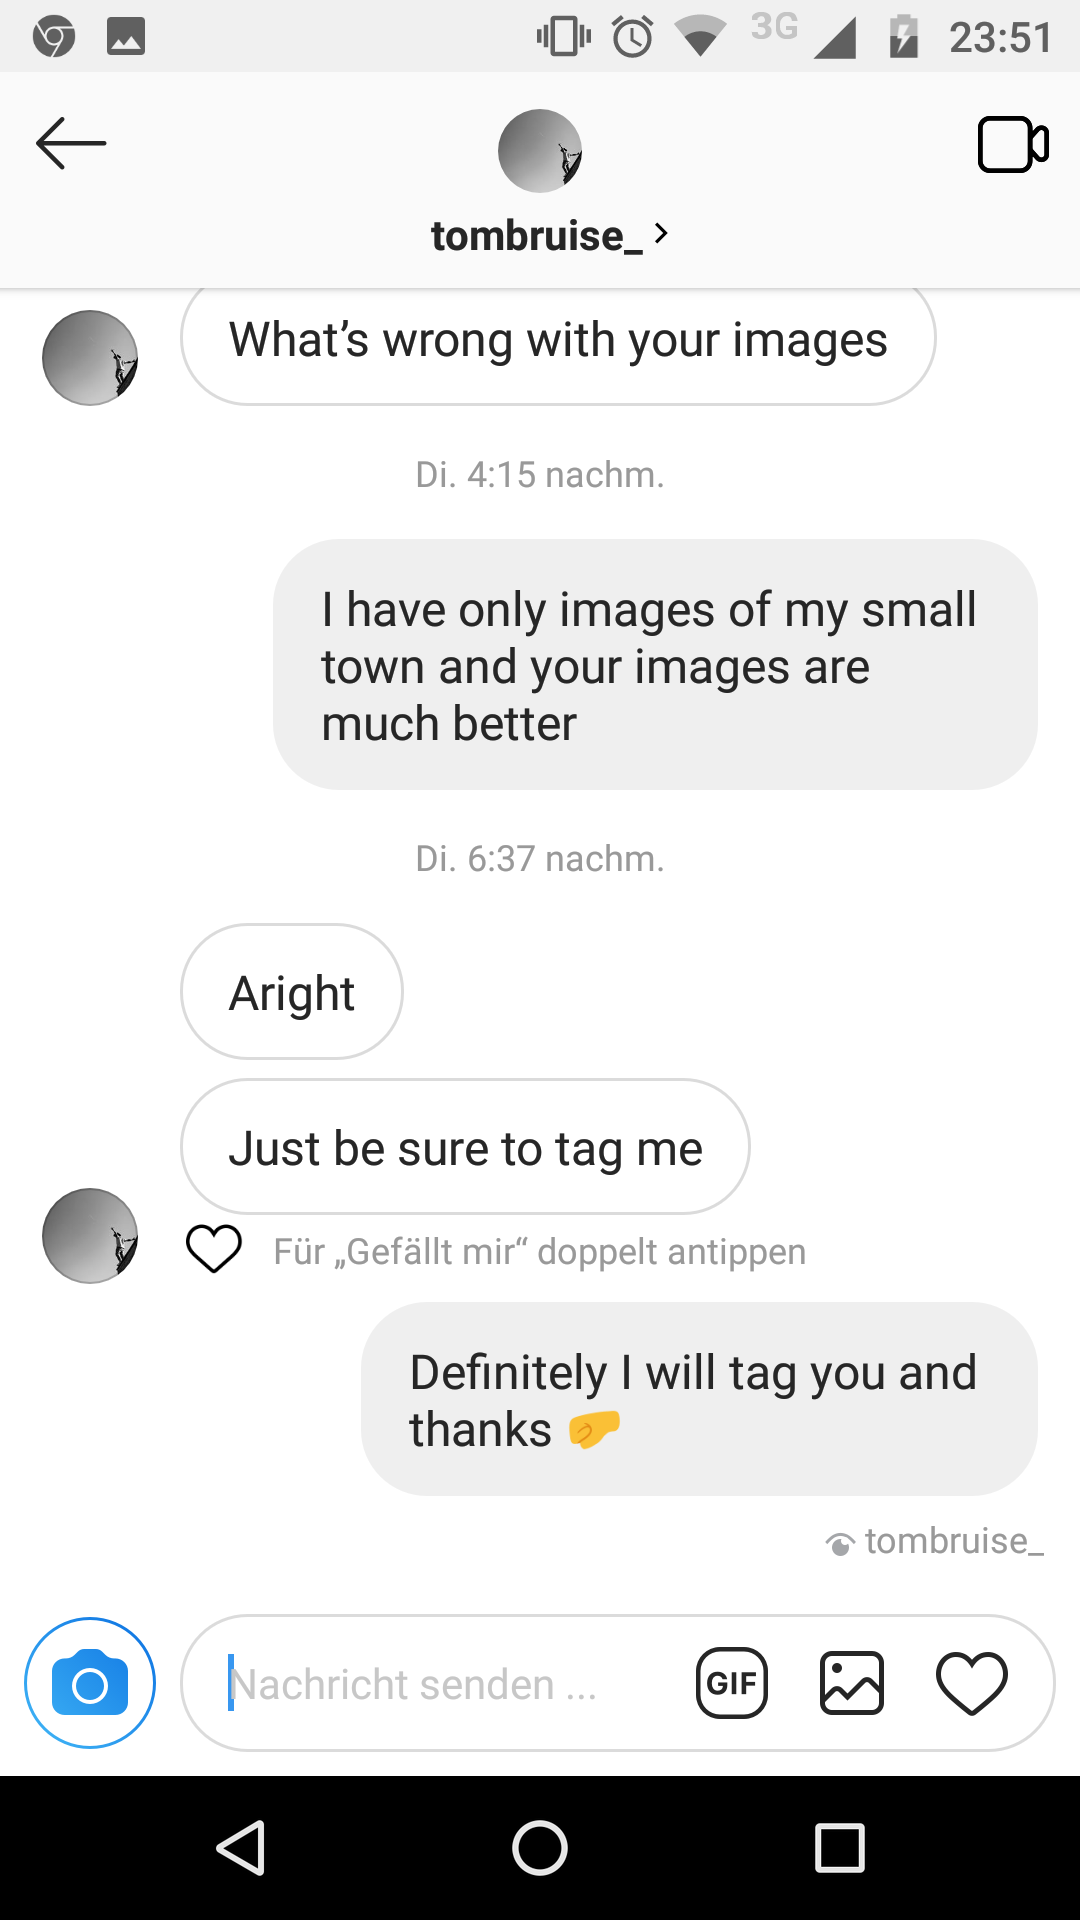 3G 23:51
tombruise_
What’s wrong with your images
Di. 4:15 nachm.
I have only images of my small
town and your images are
much better
Di. 6:37 nachm.
Aright
Just be sure to tag me
Für „Gefällt mir“ doppelt antippen
Definitely I will tag you and
thanks 🤛
tombruise_
Nachricht senden ...
GIF